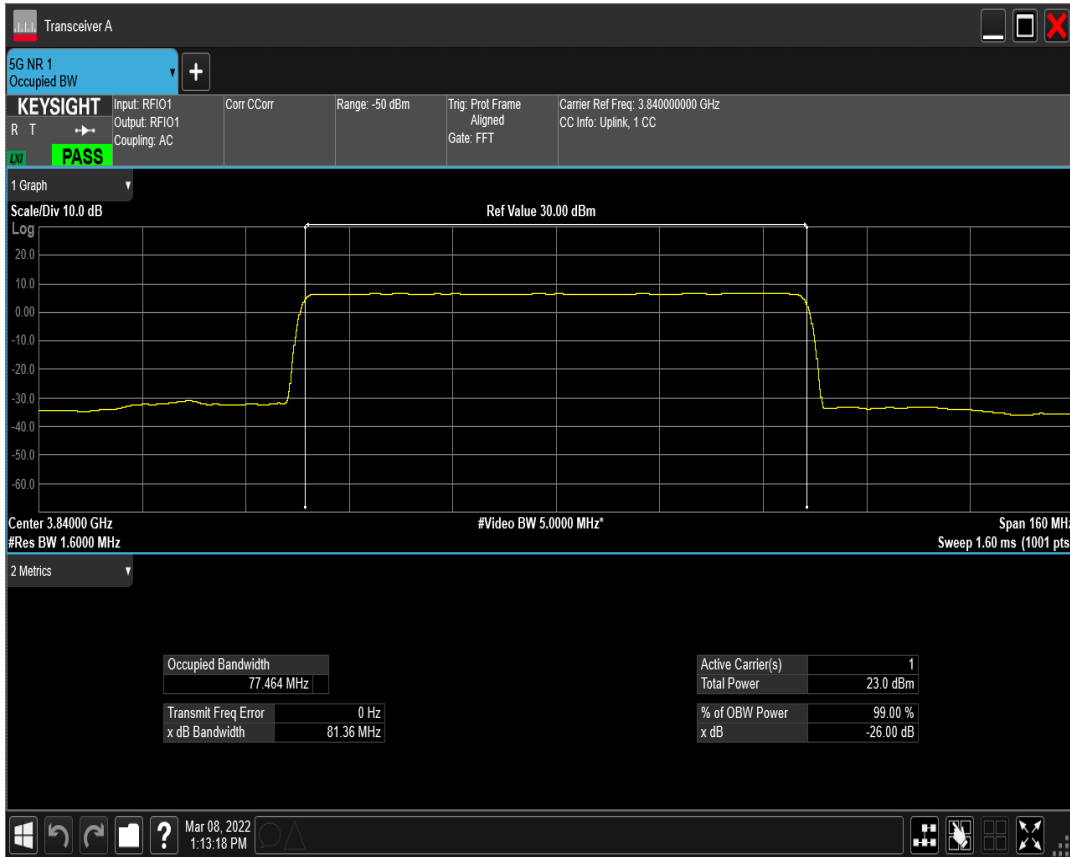 Transceiver A
5G NR 1
Occupied BW
+
KEYSIGHT
R T
LXI
PASS
Input: RFIO1
Output: RFIO1
Coupling: AC
Corr CCorr
Range: -50 dBm
Trig: Prot Frame
Aligned
Gate: FFT
Carrier Ref Freq: 3.840000000 GHz
CC Info: Uplink, 1 CC
1 Graph
Scale/Div 10.0 dB
Ref Value 30.00 dBm
Log
20.0
10.0
0.00
-10.0
-20.0
-30.0
-40.0
-50.0
-60.0
Center 3.84000 GHz
#Video BW 5.0000 MHz*
Span 160 MHz
#Res BW 1.6000 MHz
Sweep 1.60 ms (1001 pts
2 Metrics
Occupied Bandwidth
77.464 MHz
Transmit Freq Error 0 Hz
x dB Bandwidth 81.36 MHz
Active Carrier(s) 1
Total Power 23.0 dBm
% of OBW Power 99.00 %
x dB -26.00 dB
?
Mar 08, 2022
1:13:18 PM